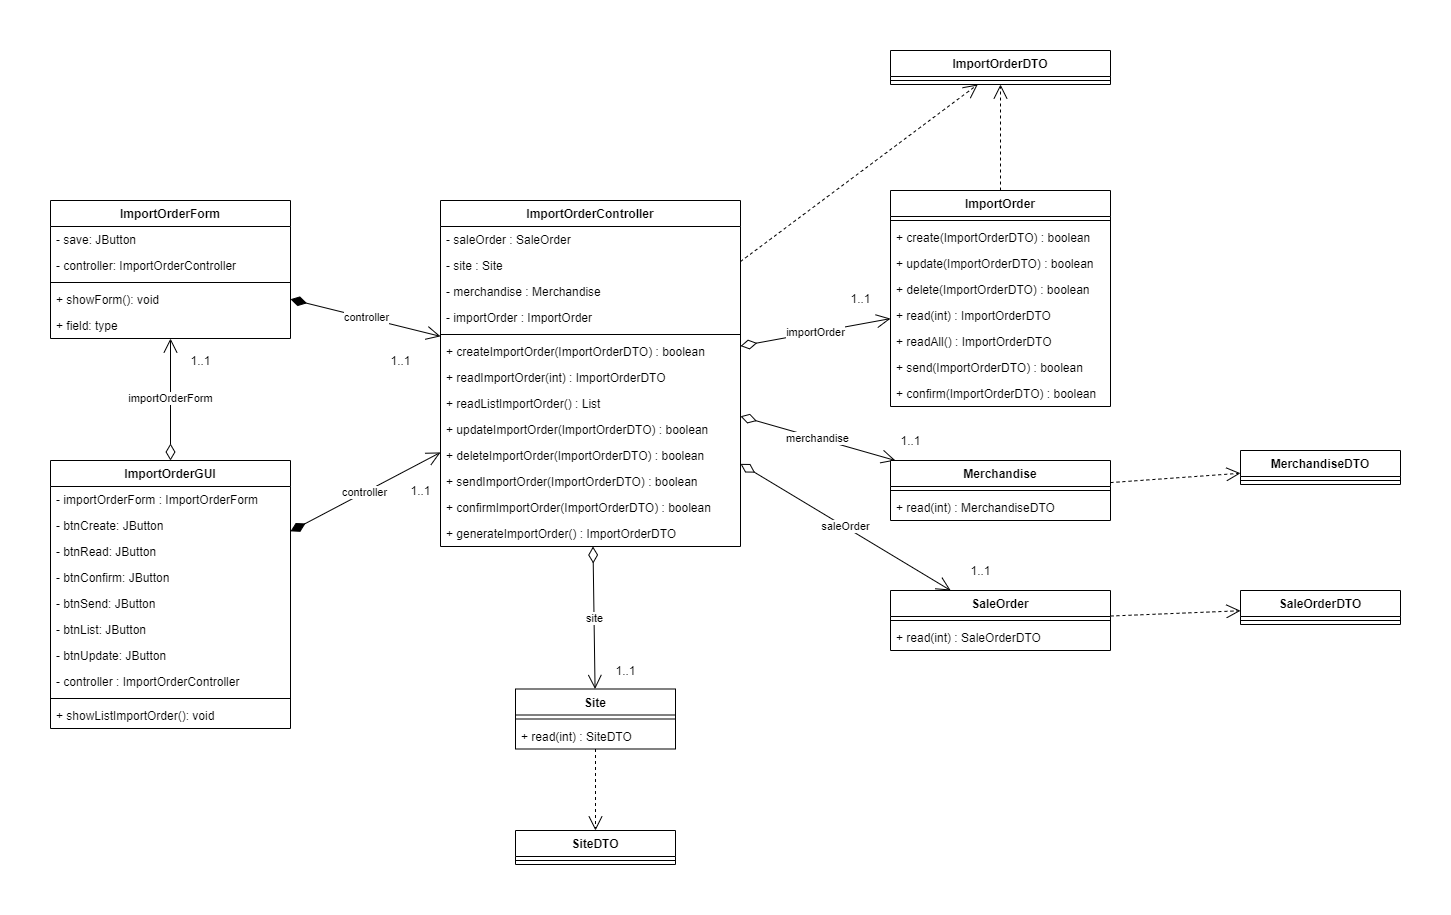 ImportOrderDTO
ImportOrderForm
- save: JButton
- controller: ImportOrderController
+ showForm(): void
+ field: type
controller
1..1
1..1
importOrderForm
ImportOrderGUI
- importOrderForm : ImportOrderForm
- btnCreate: JButton
- btnRead: JButton
- btnConfirm: JButton
- btnSend: JButton
- btnList: JButton
- btnUpdate: JButton
- controller : ImportOrderController
+ showListImportOrder(): void
controller
1..1
ImportOrderController
- saleOrder : SaleOrder
- site : Site
- merchandise : Merchandise
- importOrder : ImportOrder
+ createImportOrder(ImportOrderDTO) : boolean
+ readImportOrder(int) : ImportOrderDTO
+ readListImportOrder() : List
+ updateImportOrder(ImportOrderDTO) : boolean
+ deleteImportOrder(ImportOrderDTO) : boolean
+ sendImportOrder(ImportOrderDTO) : boolean
+ confirmImportOrder(ImportOrderDTO) : boolean
+ generateImportOrder() : ImportOrderDTO
1..1
importOrder
ImportOrder
+ create(ImportOrderDTO) : boolean
+ update(ImportOrderDTO) : boolean
+ delete(ImportOrderDTO) : boolean
+ read(int) : ImportOrderDTO
+ readAll() : ImportOrderDTO
+ send(ImportOrderDTO) : boolean
+ confirm(ImportOrderDTO) : boolean
merchandise
1..1
Merchandise
+ read(int) : MerchandiseDTO
MerchandiseDTO
saleOrder
1..1
SaleOrder
+ read(int) : SaleOrderDTO
SaleOrderDTO
site
1..1
Site
+ read(int) : SiteDTO
SiteDTO